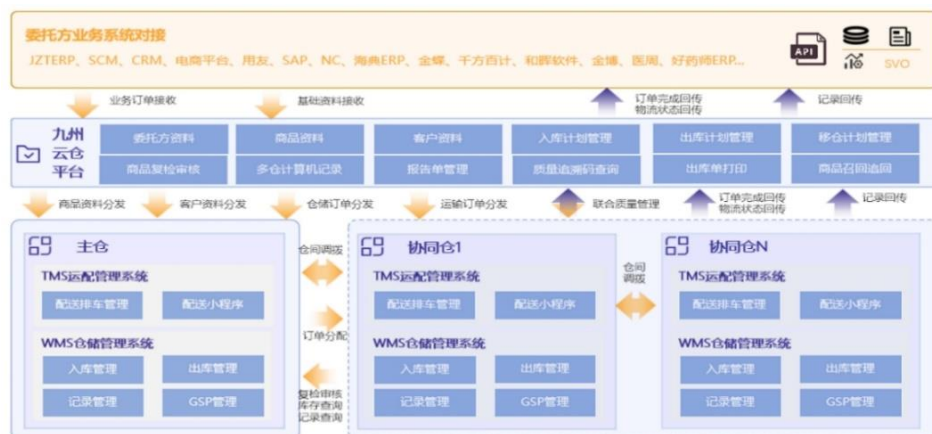 委托方业务系统对接
JZTERP、SCM、CRM、电商平台、用友、SAP、NC、海典ERP、金蝶、千方百计、和晖软件、金博、医周、好药师ERP...
API
SVO
业务订单接收
基础资料接收
订单完成回传
物流状态回传
记录回传
九州
云仓
平台
委托方资料
商品资料
客户资料
入库计划管理
出库计划管理
移仓计划管理
商品复检审核
多仓计算机记录
报告单管理
质量追溯码查询
出库单打印
商品召回追回
商品资料分发
客户资料分发
仓储订单分发
运输订单分发
联合质量管理
订单完成回传
物流状态回传
记录回传
主仓
TMS运配管理系统
配送排车管理
配送小程序
WMS仓储管理系统
入库管理
出库管理
记录管理
GSP管理
仓间调拨
订单分配
复检审核
库存查询
记录查询
协同仓1
TMS运配管理系统
配送排车管理
配送小程序
WMS仓储管理系统
入库管理
出库管理
记录管理
GSP管理
仓间
调拨
协同仓N
TMS运配管理系统
配送排车管理
配送小程序
WMS仓储管理系统
入库管理
出库管理
记录管理
GSP管理